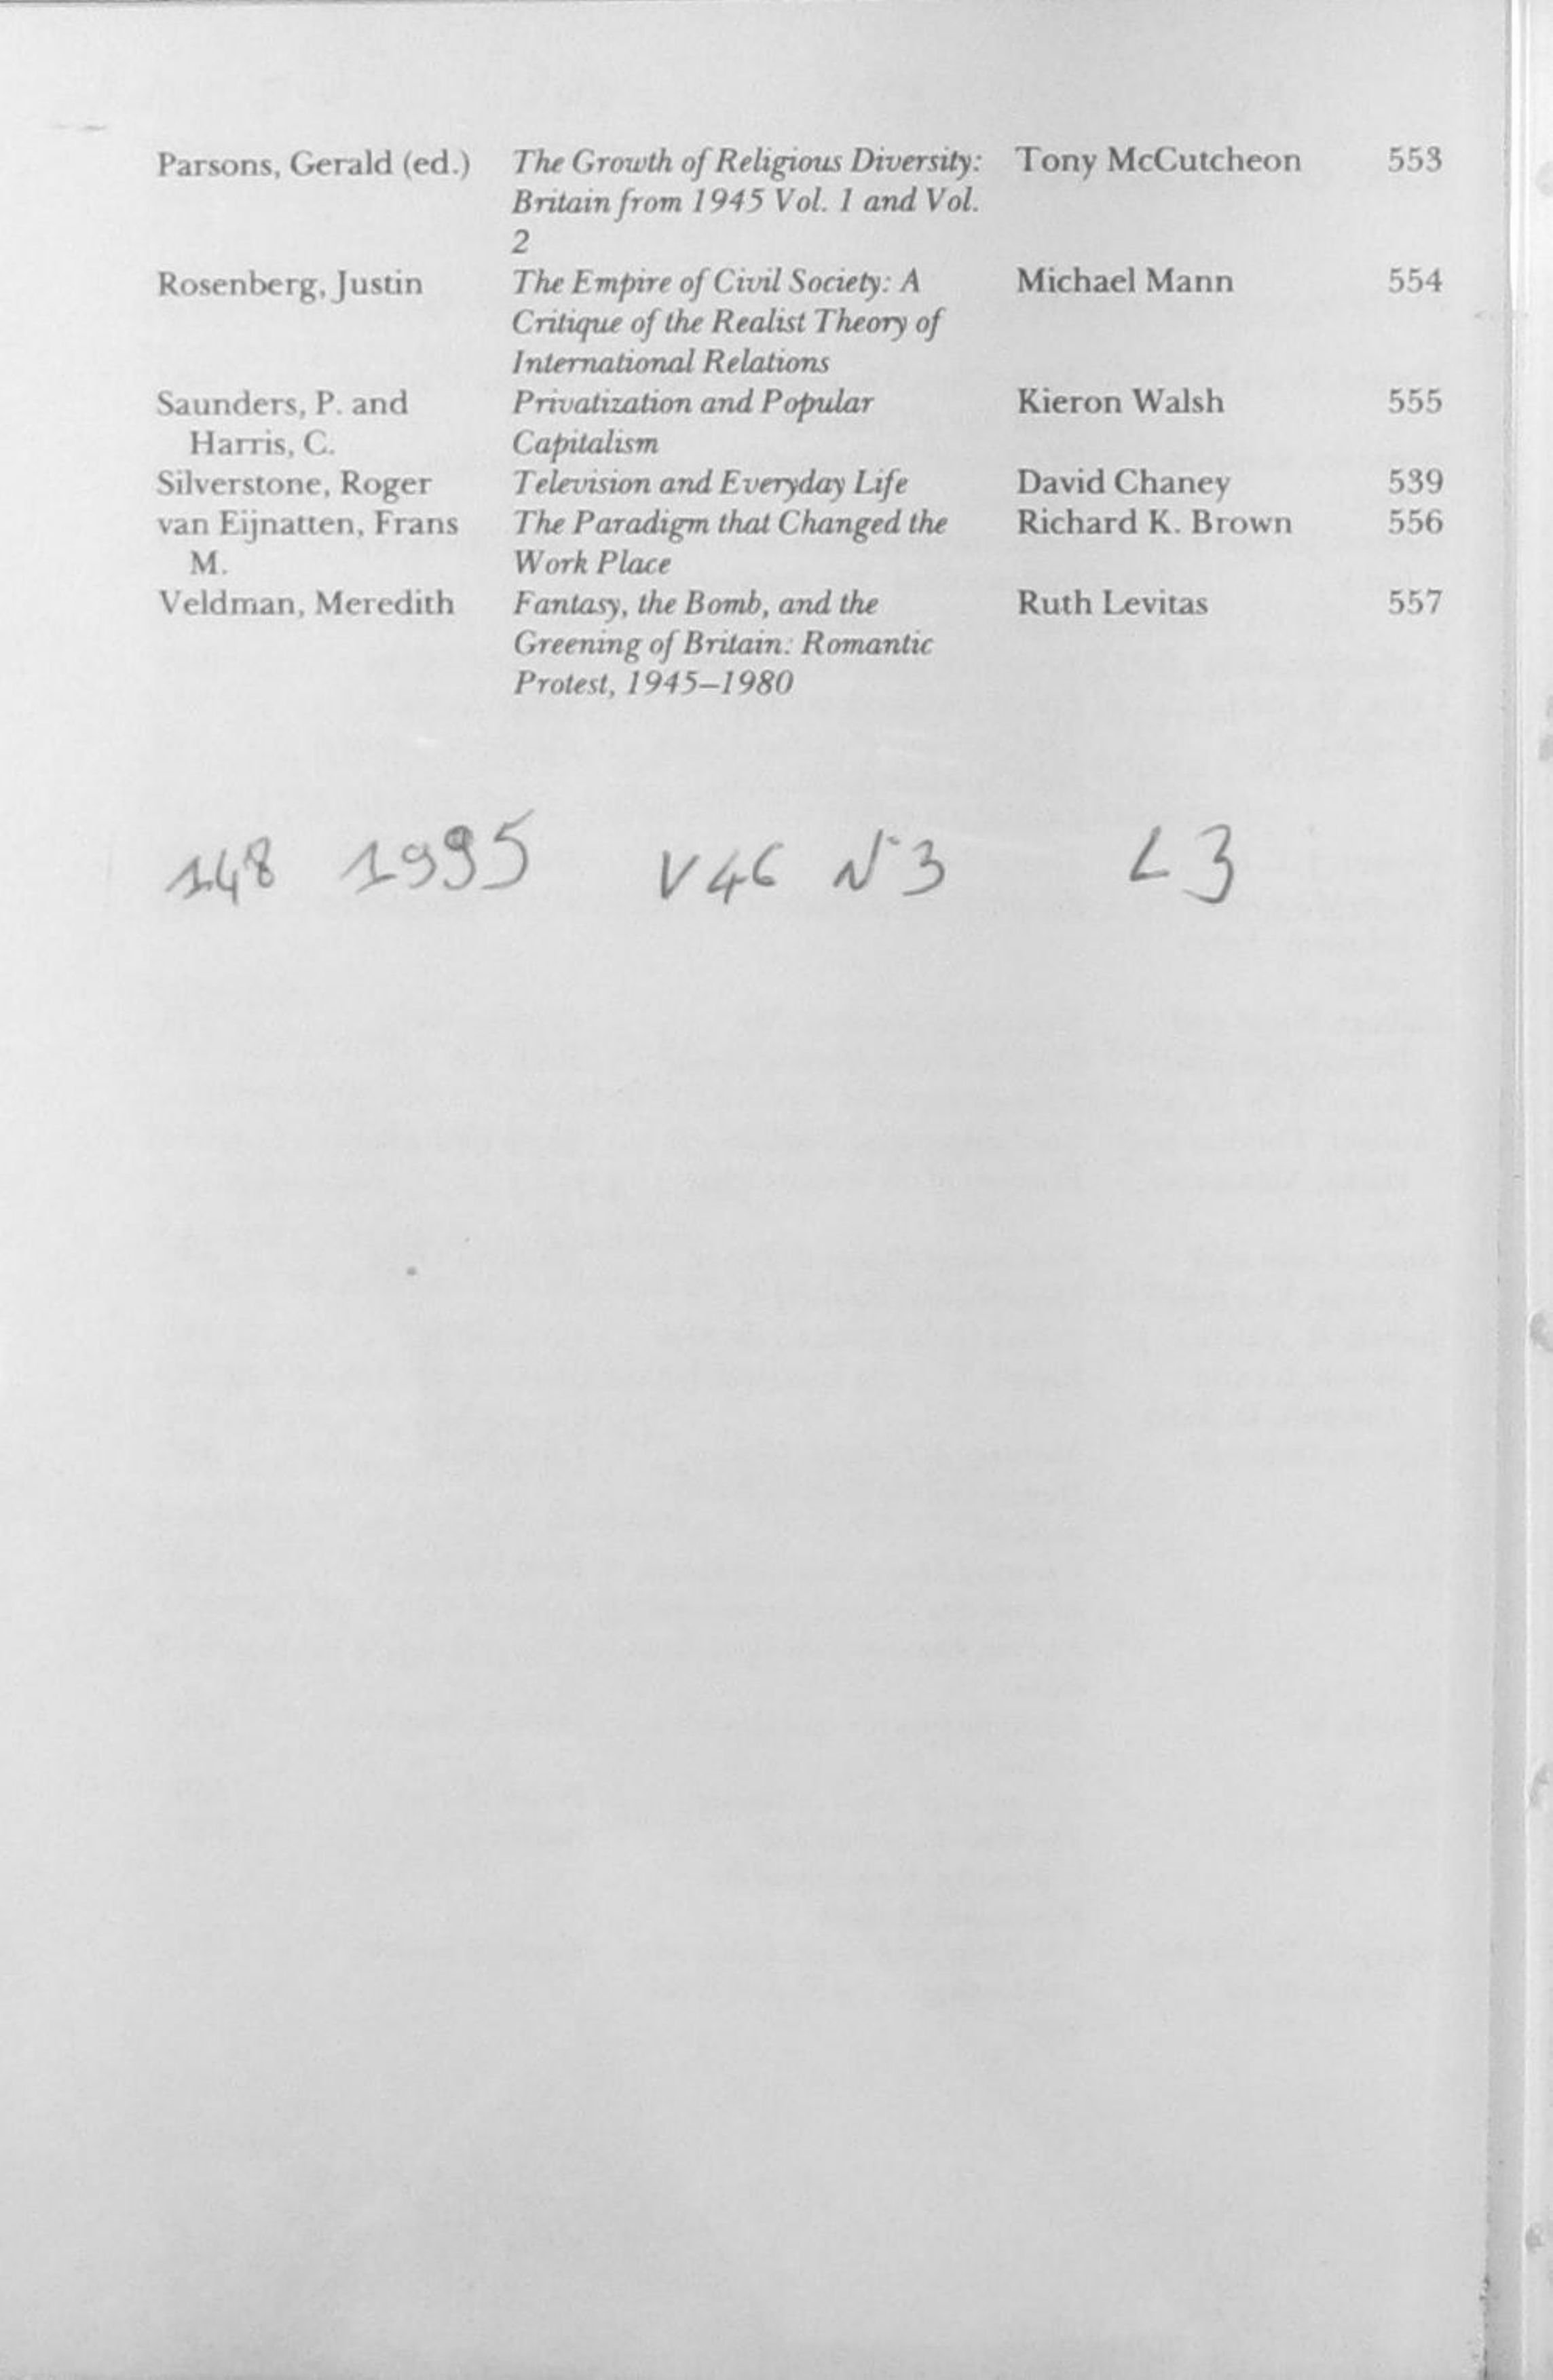 Parsons, Gerald (ed.) The Growth of Religious Diversity: Tony McCutcheon 553
Britain from 1945 Vol. 1 and Vol.
2
Rosenberg, Justin The Empire of Civil Society: A Michael Mann 554
Critique of the Realist Theory of
International Relations
Saunders, P. and Privatization and Popular Kieron Walsh 555
Harris, C. Capitalism
Silverstone, Roger Television and Everyday Life David Chaney 539
van Eijnatten, Frans The Paradigm that Changed the Richard K. Brown 556
M. Work Place
Veldman, Meredith Fantasy, the Bomb, and the Ruth Levitas 557
Greening of Britain: Romantic
Protest, 1945–1980
148 1995 V46 N°3 L3